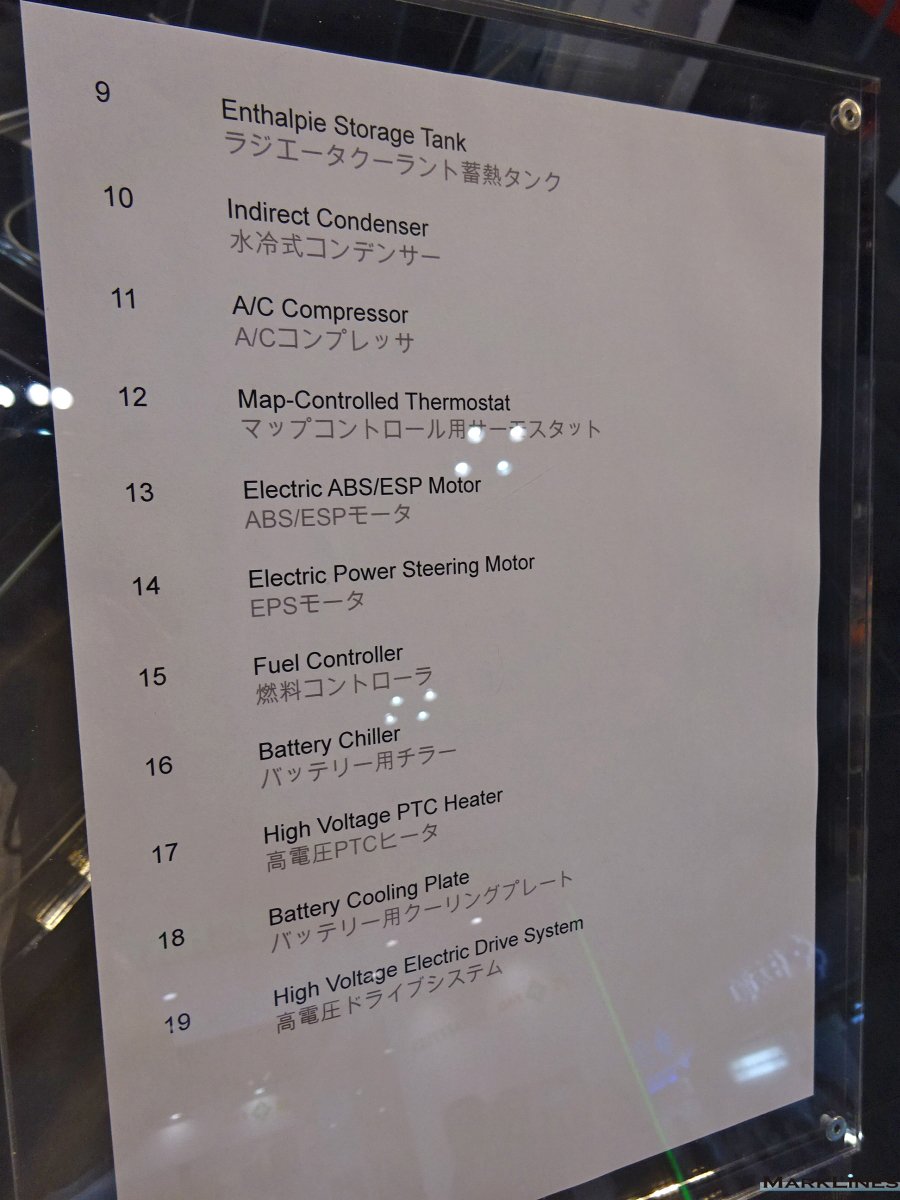 9
Enthalpie Storage Tank
ラジエータクーラント蓄熱タンク
10
Indirect Condenser
水冷式コンデンサー
11
A/C Compressor
A/Cコンプレッサ
12
Map-Controlled Thermostat
マップコントロール用サーモスタット
13
Electric ABS/ESP Motor
ABS/ESPモータ
14
Electric Power Steering Motor
EPSモータ
15
Fuel Controller
燃料コントローラ
16
Battery Chiller
バッテリー用チラー
17
High Voltage PTC Heater
高電圧PTCヒータ
18
Battery Cooling Plate
バッテリー用クーリングプレート
19
High Voltage Electric Drive System
高電圧ドライブシステム
MARKLINES